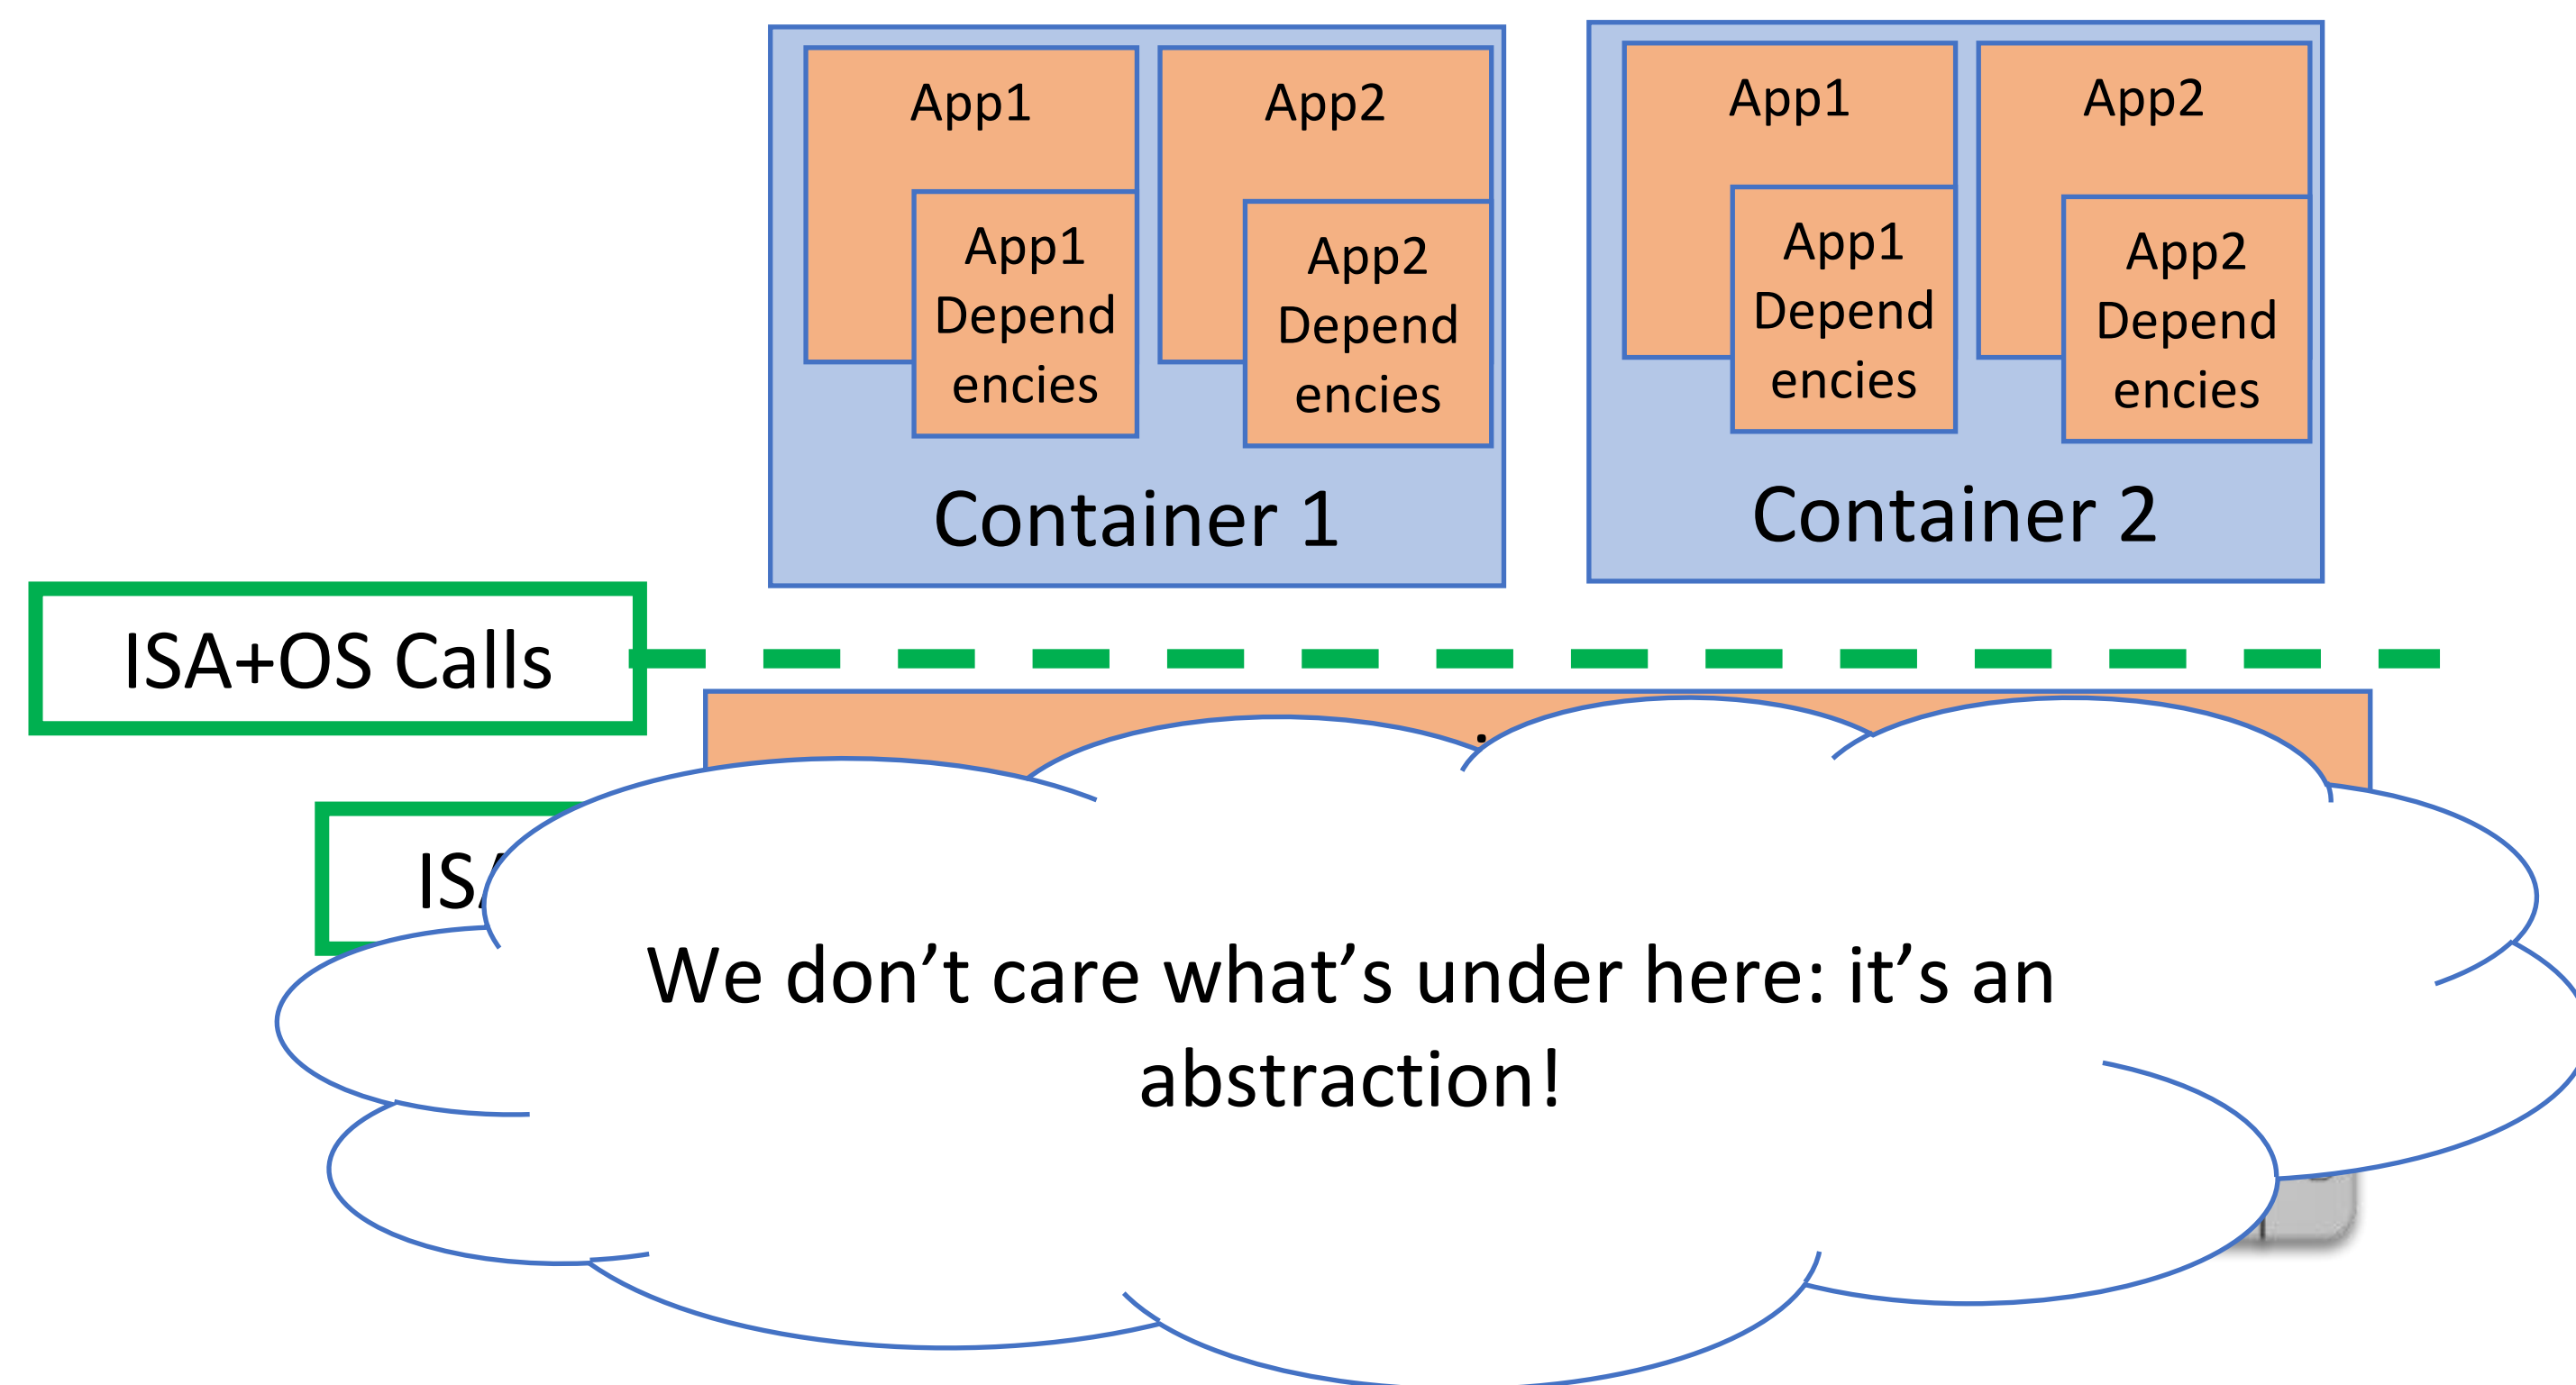 App1
App2
App1
Depend
encies
App2
Depend
encies
Container 1
App1
App2
App1
Depend
encies
App2
Depend
encies
Container 2
ISA+OS Calls
We don’t care what’s under here: it’s an
abstraction!